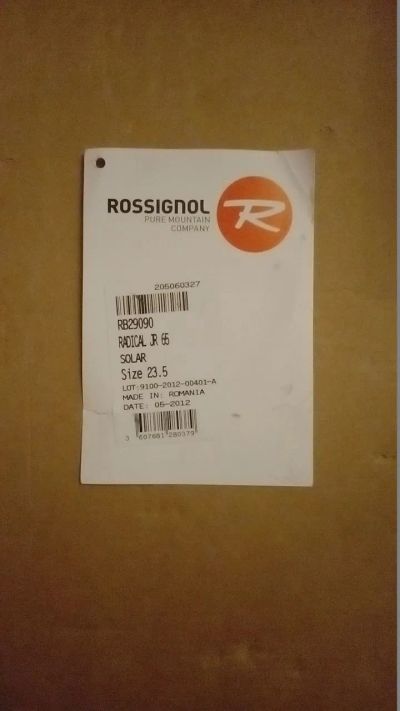 ROSSIGNOL
PURE MOUNTAIN
COMPANY
R
205060327
RB29090
RADICAL JR 65
SOLAR
Size 23.5
LOT:9100-2012-00401-A
MADE IN: ROMANIA
DATE: 05-2012
3 607681 280379